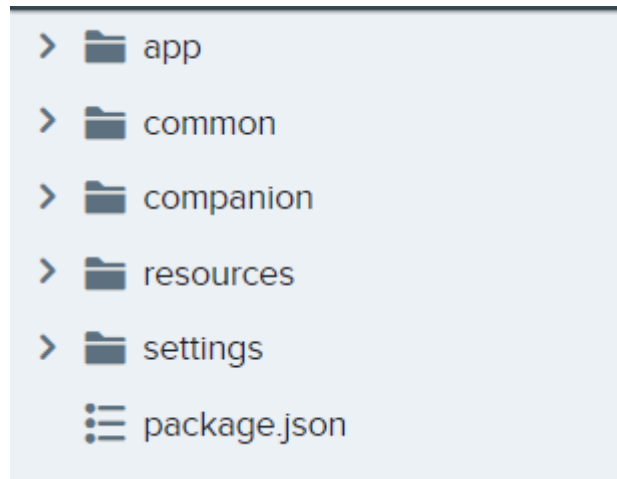 app
common
companion
resources
settings
package.json